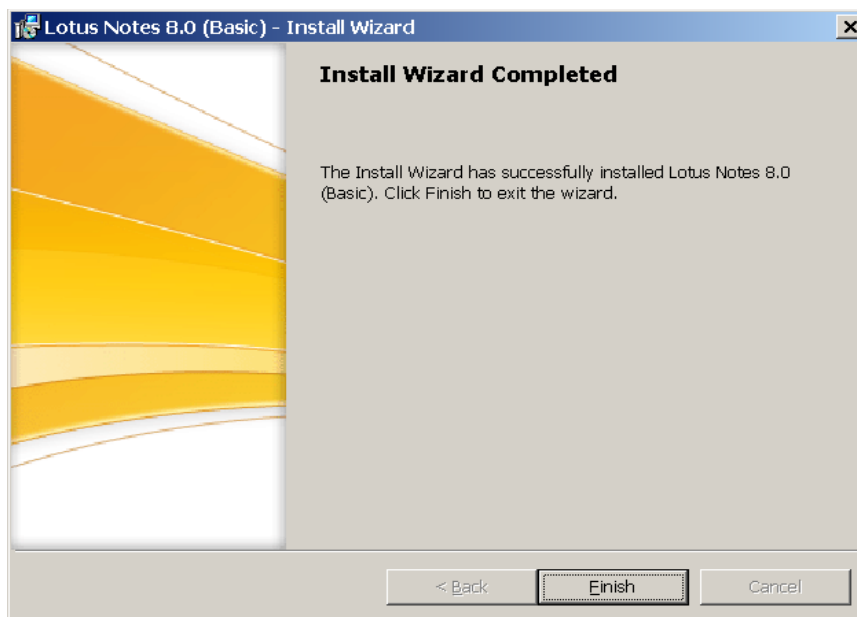 Lotus Notes 8.0 (Basic) - Install Wizard
Install Wizard Completed
The Install Wizard has successfully installed Lotus Notes 8.0
(Basic). Click Finish to exit the wizard.
< Back Finish Cancel